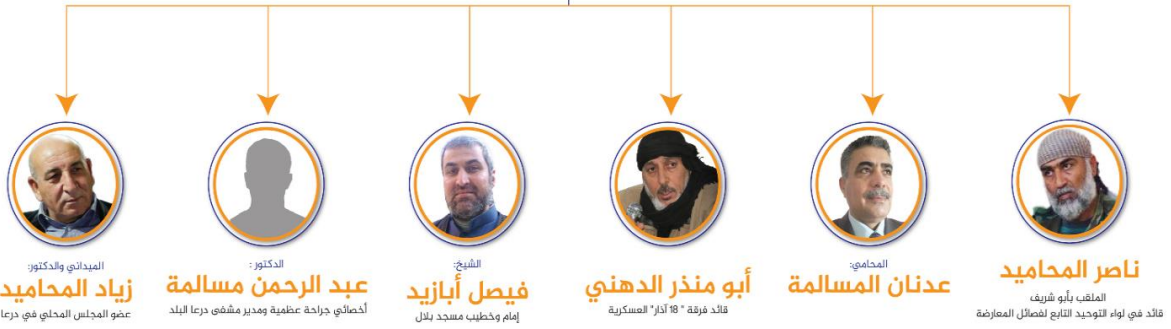 ناصر المحاميد
الملقب بأبو شريف
قائد في لواء التوحيد التابع لفصائل المعارضة
المحامي:
عدنان المسالمة
أبو منذر الدهني
قائد فرقة " 18 آذار" العسكرية
الشيخ:
فيصل أبازيد
إمام وخطيب مسجد بلال
الدكتور :
عبد الرحمن مسالمة
أخصائي جراحة عظمية ومدير مشفى درعا البلد
الميداني والدكتور:
زياد المحاميد
عضو المجلس المحلي في درعا